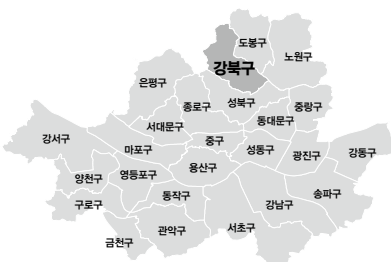 도봉구
노원구
강북구
은평구
성북구
종로구
중랑구
동대문구
서대문구
강서구
중구
마포구
성동구
광진구
강동구
용산구
양천구
영등포구
동작구
송파구
구로구
강남구
서초구
관악구
금천구